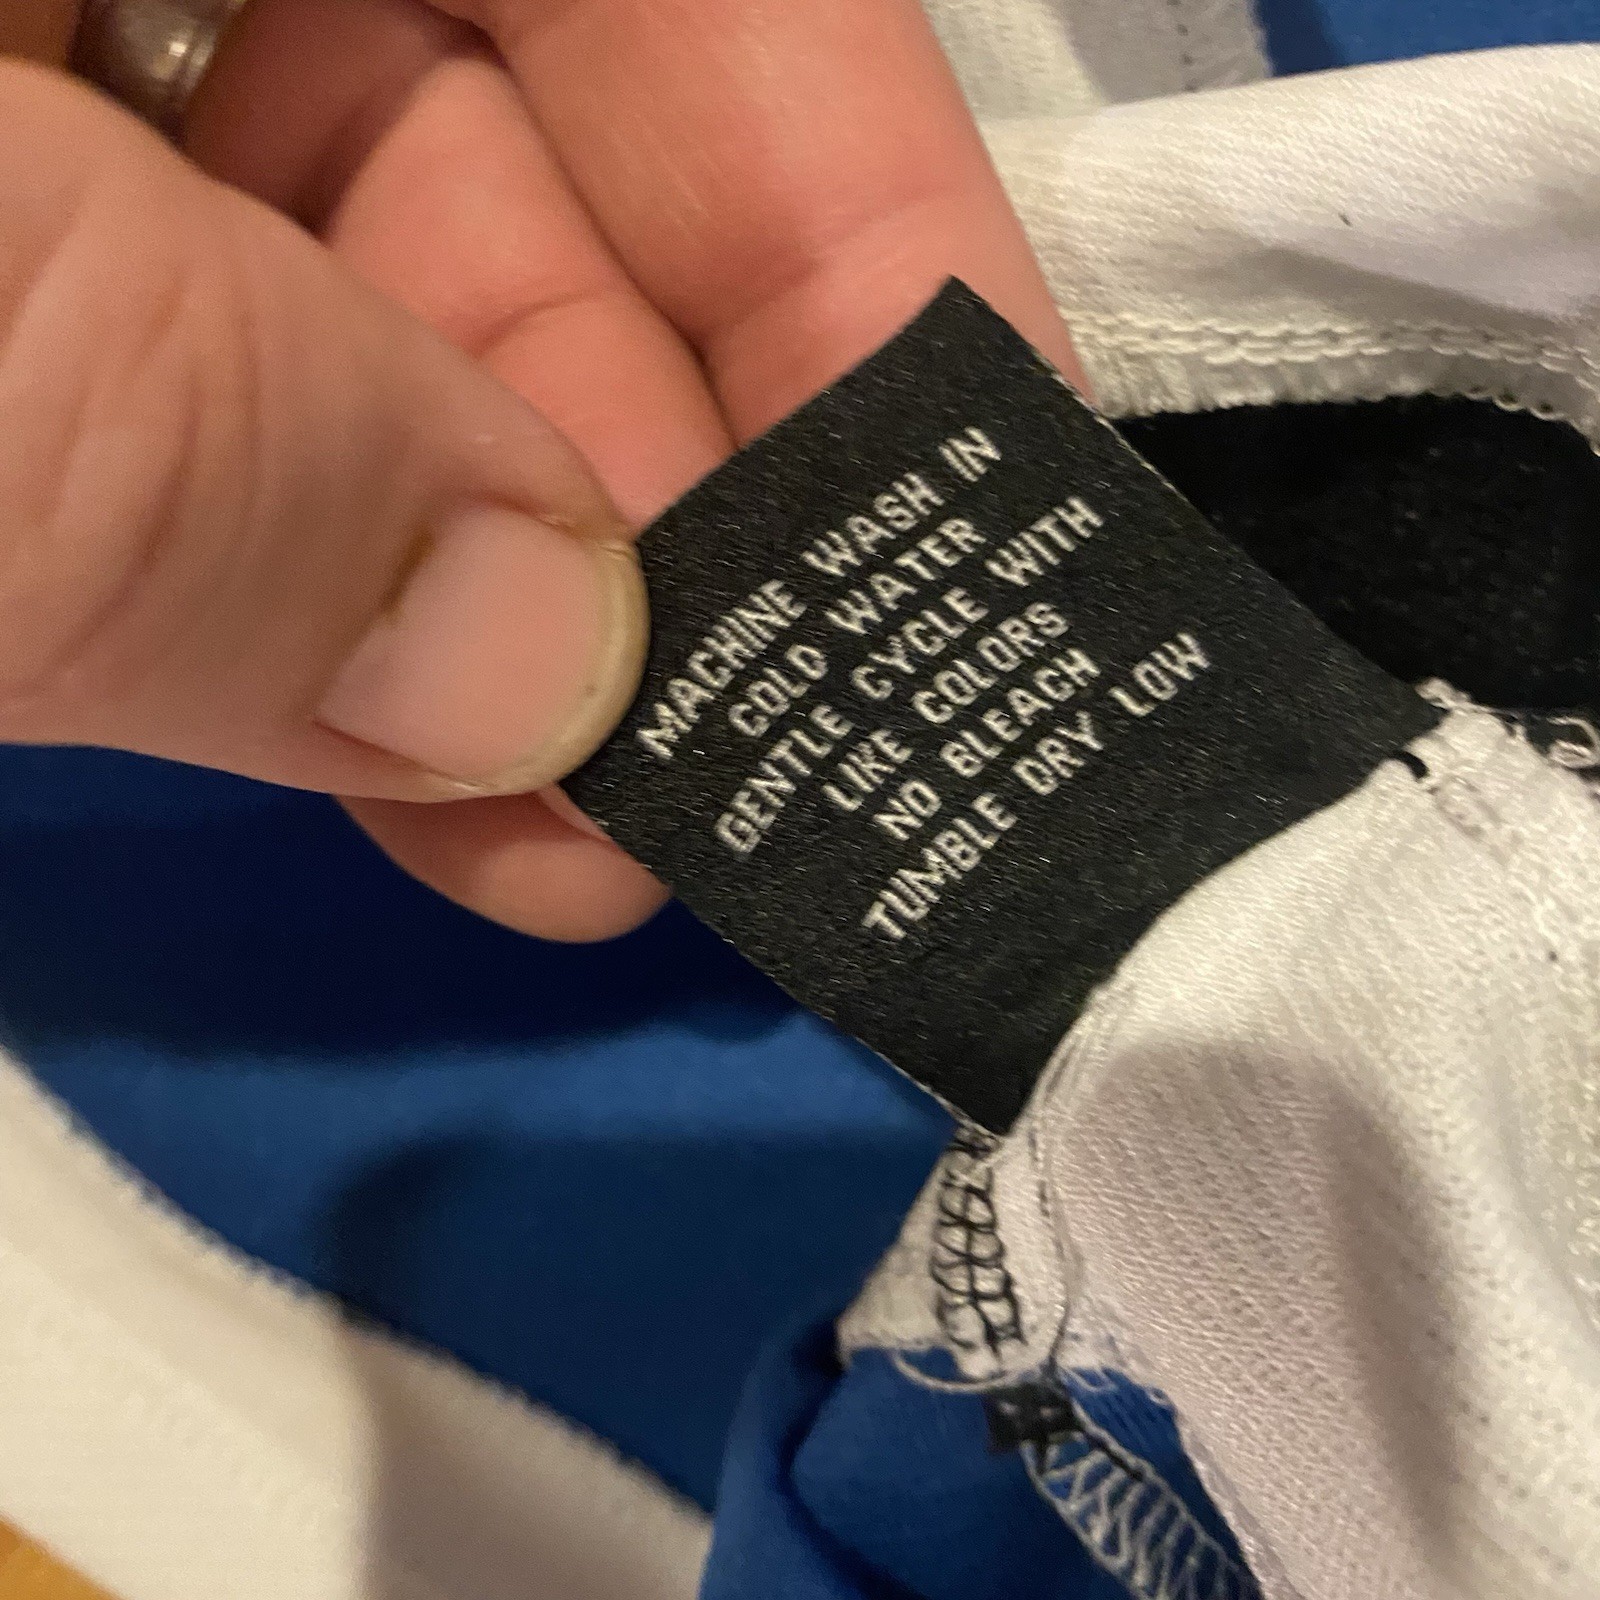 MACHINE WASH IN
COLD WATER
GENTLE CYCLE WITH
LIKE COLORS
NO BLEACH
TUMBLE DRY LOW